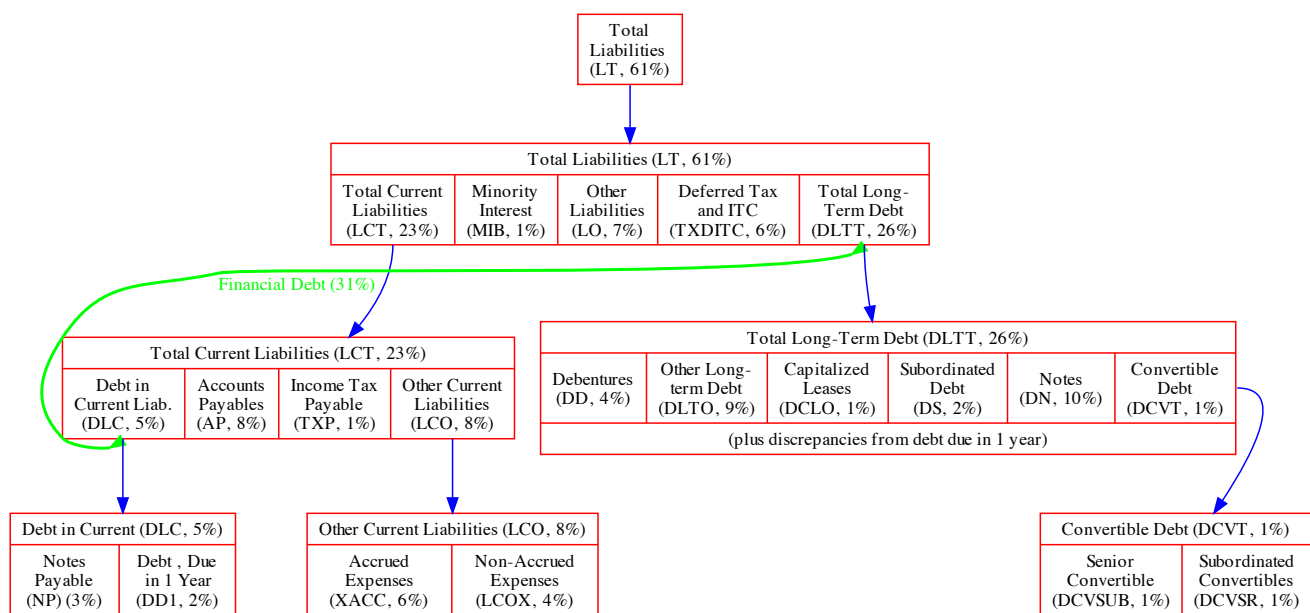 Total
Liabilities
(LT, 61%)
Total Liabilities (LT, 61%)
Total Current
Liabilities
(LCT, 23%)
Minority
Interest
(MIB, 1%)
Other
Liabilities
(LO, 7%)
Deferred Tax
and ITC
(TXDITC, 6%)
Total Long-
Term Debt
(DLTT, 26%)
Financial Debt (31%)
Total Current Liabilities (LCT, 23%)
Debt in
Current Liab.
(DLC, 5%)
Accounts
Payables
(AP, 8%)
Income Tax
Payable
(TXP, 1%)
Other Current
Liabilities
(LCO, 8%)
Total Long-Term Debt (DLTT, 26%)
Debentures
(DD, 4%)
Other Long-
term Debt
(DLTO, 9%)
Capitalized
Leases
(DCLO, 1%)
Subordinated
Debt
(DS, 2%)
Notes
(DN, 10%)
Convertible
Debt
(DCVT, 1%)
(plus discrepancies from debt due in 1 year)
Debt in Current (DLC, 5%)
Notes
Payable
(NP) (3%)
Debt , Due
in 1 Year
(DD1, 2%)
Other Current Liabilities (LCO, 8%)
Accrued
Expenses
(XACC, 6%)
Non-Accrued
Expenses
(LCOX, 4%)
Convertible Debt (DCVT, 1%)
Senior
Convertible
(DCVSUB, 1%)
Subordinated
Convertibles
(DCVSR, 1%)